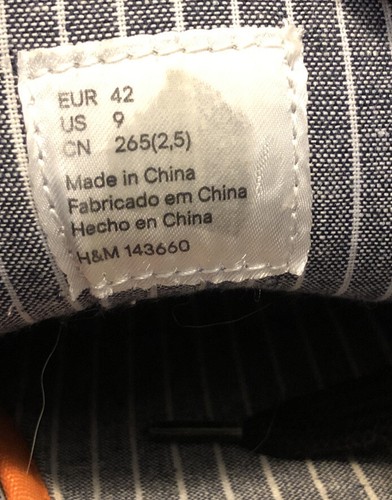 EUR 42
US 9
CN 265(2,5)
Made in China
Fabricado em China
Hecho en China
H&M 143660